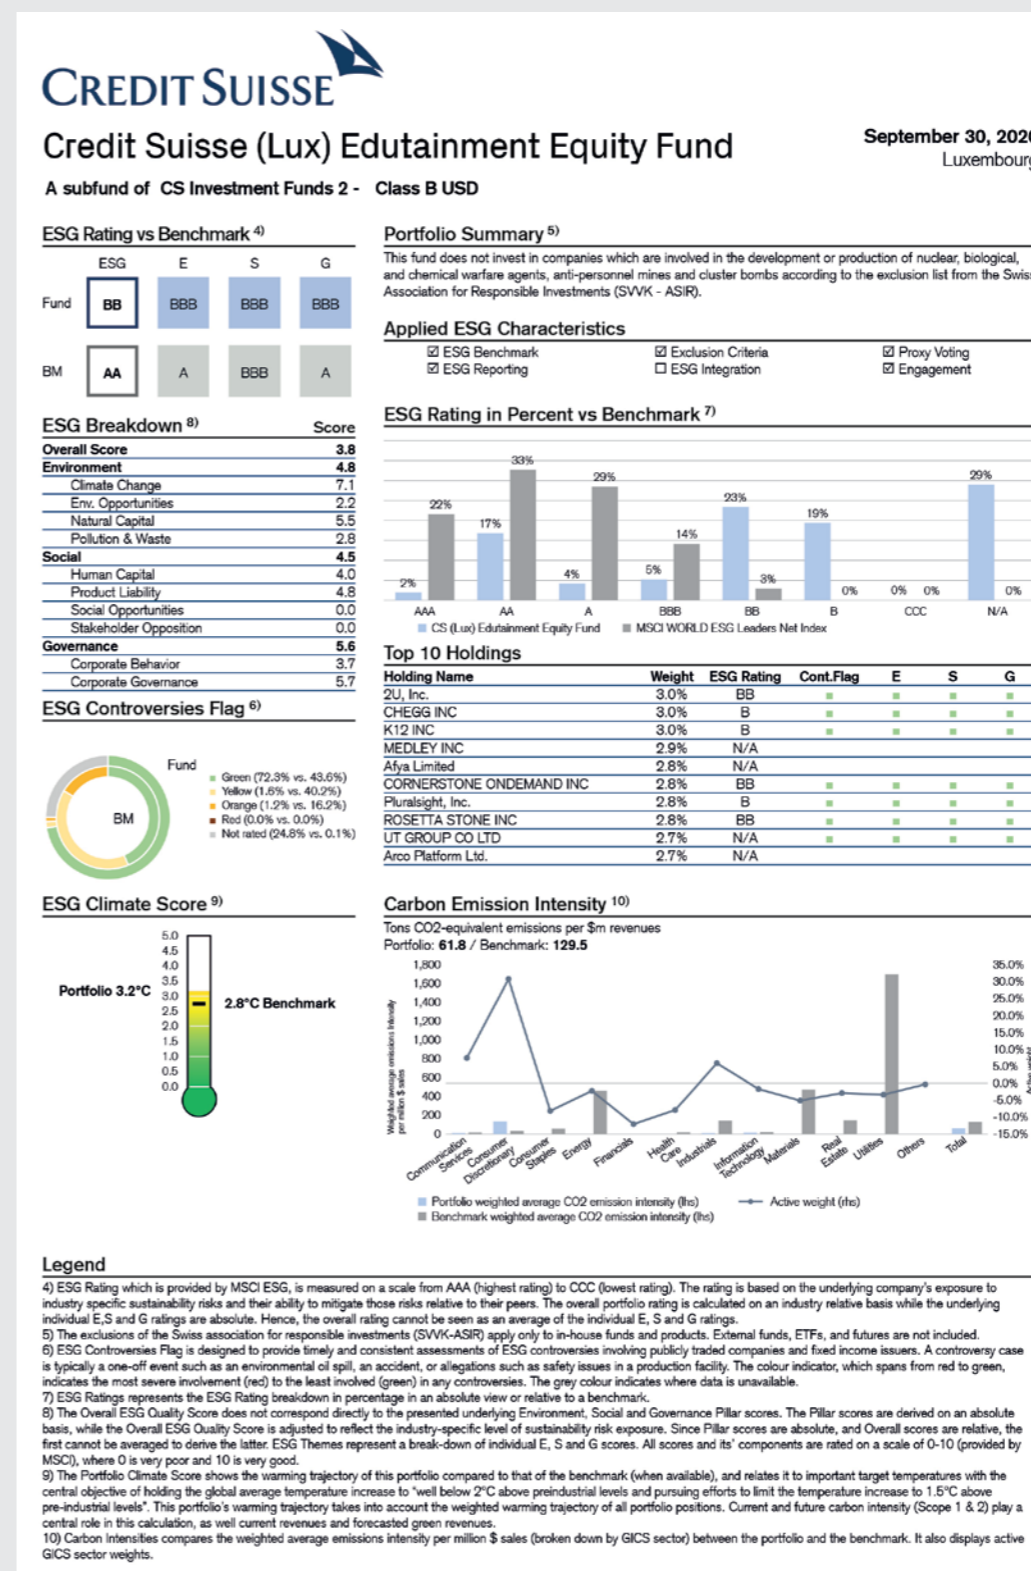 CREDIT SUISSE
Credit Suisse (Lux) Edutainment Equity Fund
September 30, 2020
Luxembourg
A subfund of CS Investment Funds 2 - Class B USD
ESG Rating vs Benchmark 4)
ESG E S G
Fund BB BBB BBB BBB
BM AA A BBB A
ESG Breakdown 8) Score
Overall Score 3.8
Environment 4.8
Climate Change 7.1
Env. Opportunities 2.2
Natural Capital 5.5
Pollution & Waste 2.8
Social 4.5
Human Capital 4.0
Product Liability 4.8
Social Opportunities 0.0
Stakeholder Opposition 0.0
Governance 5.6
Corporate Behavior 3.7
Corporate Governance 5.7
ESG Controversies Flag 6)
Fund
BM
Green (72.3% vs. 43.6%)
Yellow (1.6% vs. 40.2%)
Orange (1.2% vs. 16.2%)
Red (0.0% vs. 0.0%)
Not rated (24.8% vs. 0.1%)
ESG Climate Score 9)
5.0
4.5
4.0
3.5
3.0
2.5
2.0
1.5
1.0
0.5
0.0
Portfolio 3.2°C
2.8°C Benchmark
Portfolio Summary 5)
This fund does not invest in companies which are involved in the development or production of nuclear, biological,
and chemical warfare agents, anti-personnel mines and cluster bombs according to the exclusion list from the Swiss
Association for Responsible Investments (SVVK - ASIR).
Applied ESG Characteristics
☑ ESG Benchmark ☑ Exclusion Criteria ☑ Proxy Voting
☑ ESG Reporting ☐ ESG Integration ☑ Engagement
ESG Rating in Percent vs Benchmark 7)
2% 22% 17% 33% 4% 29% 5% 14% 23% 3% 19% 0% 0% 0% 29% 0%
AAA AA A BBB BB B CCC N/A
CS (Lux) Edutainment Equity Fund MSCI WORLD ESG Leaders Net Index
Top 10 Holdings
Holding Name Weight ESG Rating Cont.Flag E S G
2U, Inc. 3.0% BB
CHEGG INC 3.0% B
K12 INC 3.0% B
MEDLEY INC 2.9% N/A
Afya Limited 2.8% N/A
CORNERSTONE ONDEMAND INC 2.8% BB
Pluralsight, Inc. 2.8% B
ROSETTA STONE INC 2.8% BB
UT GROUP CO LTD 2.7% N/A
Arco Platform Ltd. 2.7% N/A
Carbon Emission Intensity 10)
Tons CO2-equivalent emissions per $m revenues
Portfolio: 61.8 / Benchmark: 129.5
Weighted average emissions intensity
per million $ sales
1,800
1,600
1,400
1,200
1,000
800
600
400
200
0
35.0%
30.0%
25.0%
20.0%
15.0%
10.0%
5.0%
0.0%
-5.0%
-10.0%
-15.0%
Active weight
Communication Services
Consumer Discretionary
Consumer Staples
Energy
Financials
Health Care
Industrials
Information Technology
Materials
Real Estate
Utilities
Others
Total
Portfolio weighted average CO2 emission intensity (lhs) Active weight (rhs)
Benchmark weighted average CO2 emission intensity (lhs)
Legend
4) ESG Rating which is provided by MSCI ESG, is measured on a scale from AAA (highest rating) to CCC (lowest rating). The rating is based on the underlying company's exposure to
industry specific sustainability risks and their ability to mitigate those risks relative to their peers. The overall portfolio rating is calculated on an industry relative basis while the underlying
individual E,S and G ratings are absolute. Hence, the overall rating cannot be seen as an average of the individual E, S and G ratings.
5) The exclusions of the Swiss association for responsible investments (SVVK-ASIR) apply only to in-house funds and products. External funds, ETFs, and futures are not included.
6) ESG Controversies Flag is designed to provide timely and consistent assessments of ESG controversies involving publicly traded companies and fixed income issuers. A controversy case
is typically a one-off event such as an environmental oil spill, an accident, or allegations such as safety issues in a production facility. The colour indicator, which spans from red to green,
indicates the most severe involvement (red) to the least involved (green) in any controversies. The grey colour indicates where data is unavailable.
7) ESG Ratings represents the ESG Rating breakdown in percentage in an absolute view or relative to a benchmark.
8) The Overall ESG Quality Score does not correspond directly to the presented underlying Environment, Social and Governance Pillar scores. The Pillar scores are derived on an absolute
basis, while the Overall ESG Quality Score is adjusted to reflect the industry-specific level of sustainability risk exposure. Since Pillar scores are absolute, and Overall scores are relative, the
first cannot be averaged to derive the latter. ESG Themes represent a break-down of individual E, S and G scores. All scores and its' components are rated on a scale of 0-10 (provided by
MSCI), where 0 is very poor and 10 is very good.
9) The Portfolio Climate Score shows the warming trajectory of this portfolio compared to that of the benchmark (when available), and relates it to important target temperatures with the
central objective of holding the global average temperature increase to "well below 2°C above preindustrial levels and pursuing efforts to limit the temperature increase to 1.5°C above
pre-industrial levels". This portfolio's warming trajectory takes into account the weighted warming trajectory of all portfolio positions. Current and future carbon intensity (Scope 1 & 2) play a
central role in this calculation, as well current revenues and forecasted green revenues.
10) Carbon Intensities compares the weighted average emissions intensity per million $ sales (broken down by GICS sector) between the portfolio and the benchmark. It also displays active
GICS sector weights.